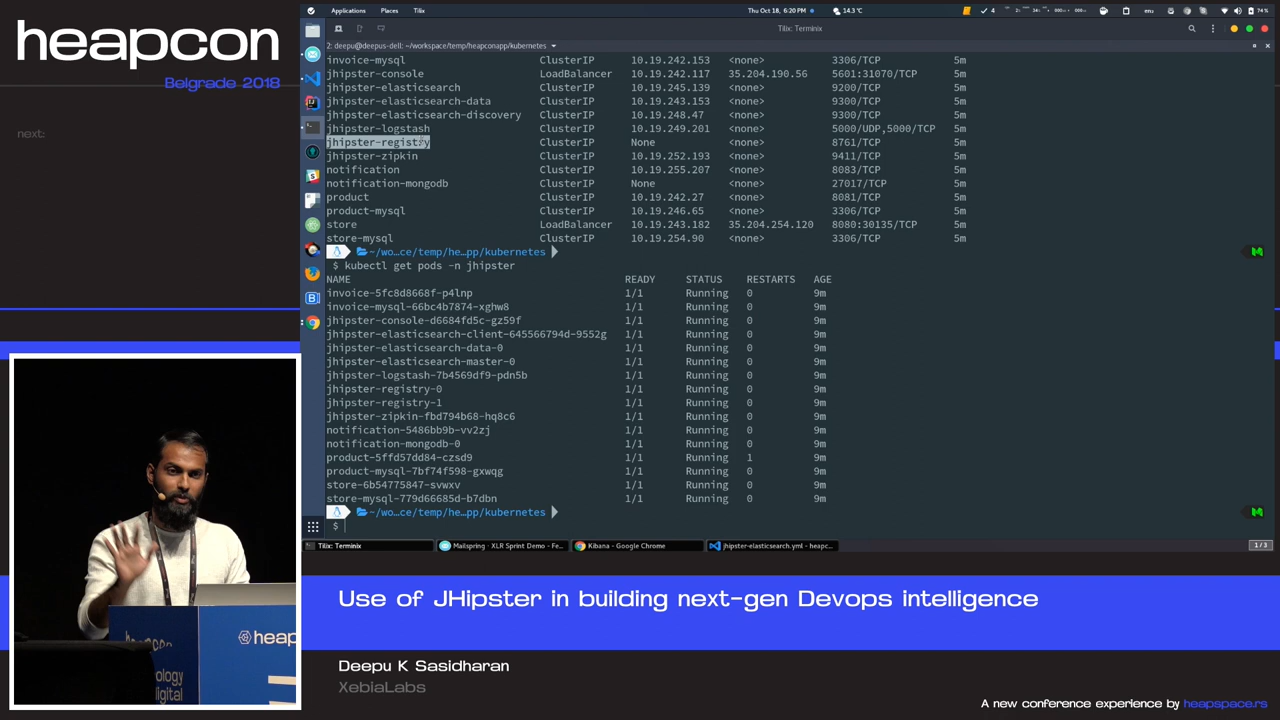 heapcon
Belgrade 2018
next:
Applications Places Tilix
Thu Oct 18, 6:20 PM
14.3 °C
4
ens
74 %
Tilix: Terminix
2: deepu@deepus-dell: ~/workspace/temp/heapconapp/kubernetes
invoice-mysql ClusterIP 10.19.242.153 <none> 3306/TCP 5m
jhipster-console LoadBalancer 10.19.242.117 35.204.190.56 5601:31670/TCP 5m
jhipster-elasticsearch ClusterIP 10.19.245.139 <none> 9200/TCP 5m
jhipster-elasticsearch-data ClusterIP 10.19.243.153 <none> 9300/TCP 5m
jhipster-elasticsearch-discovery ClusterIP 10.19.248.47 <none> 9300/TCP 5m
jhipster-logstash ClusterIP 10.19.249.201 <none> 5000/UDP,5000/TCP 5m
jhipster-registry ClusterIP None <none> 8761/TCP 5m
jhipster-zipkin ClusterIP 10.19.252.193 <none> 9411/TCP 5m
notification ClusterIP 10.19.255.207 <none> 8083/TCP 5m
notification-mongodb ClusterIP None <none> 27017/TCP 5m
product ClusterIP 10.19.242.27 <none> 8081/TCP 5m
product-mysql ClusterIP 10.19.246.65 <none> 3306/TCP 5m
store LoadBalancer 10.19.243.182 35.204.254.120 8080:30135/TCP 5m
store-mysql ClusterIP 10.19.254.90 <none> 3306/TCP 5m
~/wo…ce/temp/he…pp/kubernetes
$ kubectl get pods -n jhipster
NAME READY STATUS RESTARTS AGE
invoice-5fc8d8668f-p4lnp 1/1 Running 0 9m
invoice-mysql-66bc4b7874-xghw8 1/1 Running 0 9m
jhipster-console-d6684fd5c-gz59f 1/1 Running 0 9m
jhipster-elasticsearch-client-645566794d-9552g 1/1 Running 0 9m
jhipster-elasticsearch-data-0 1/1 Running 0 9m
jhipster-elasticsearch-master-0 1/1 Running 0 9m
jhipster-logstash-7b4569df9-pdn5b 1/1 Running 0 9m
jhipster-registry-0 1/1 Running 0 9m
jhipster-registry-1 1/1 Running 0 9m
jhipster-zipkin-fbd794b68-hq8c6 1/1 Running 0 9m
notification-5486bb9b-vv2zj 1/1 Running 0 9m
notification-mongodb-0 1/1 Running 0 9m
product-5ffd57dd84-czsd9 1/1 Running 1 9m
product-mysql-7bf74f598-gxwqg 1/1 Running 0 9m
store-6b54775847-svwxv 1/1 Running 0 9m
store-mysql-779d66685d-b7dbn 1/1 Running 0 9m
~/wo…ce/temp/he…pp/kubernetes
$
Tilix: Terminix
Mailspring · XLR Sprint Demo - Fe…
Kibana - Google Chrome
jhipster-elasticsearch.yml - heapc…
1/3
Use of JHipster in building next-gen Devops intelligence
Deepu K Sasidharan
XebiaLabs
A new conference experience by heapspace.rs
heap
ology
digital